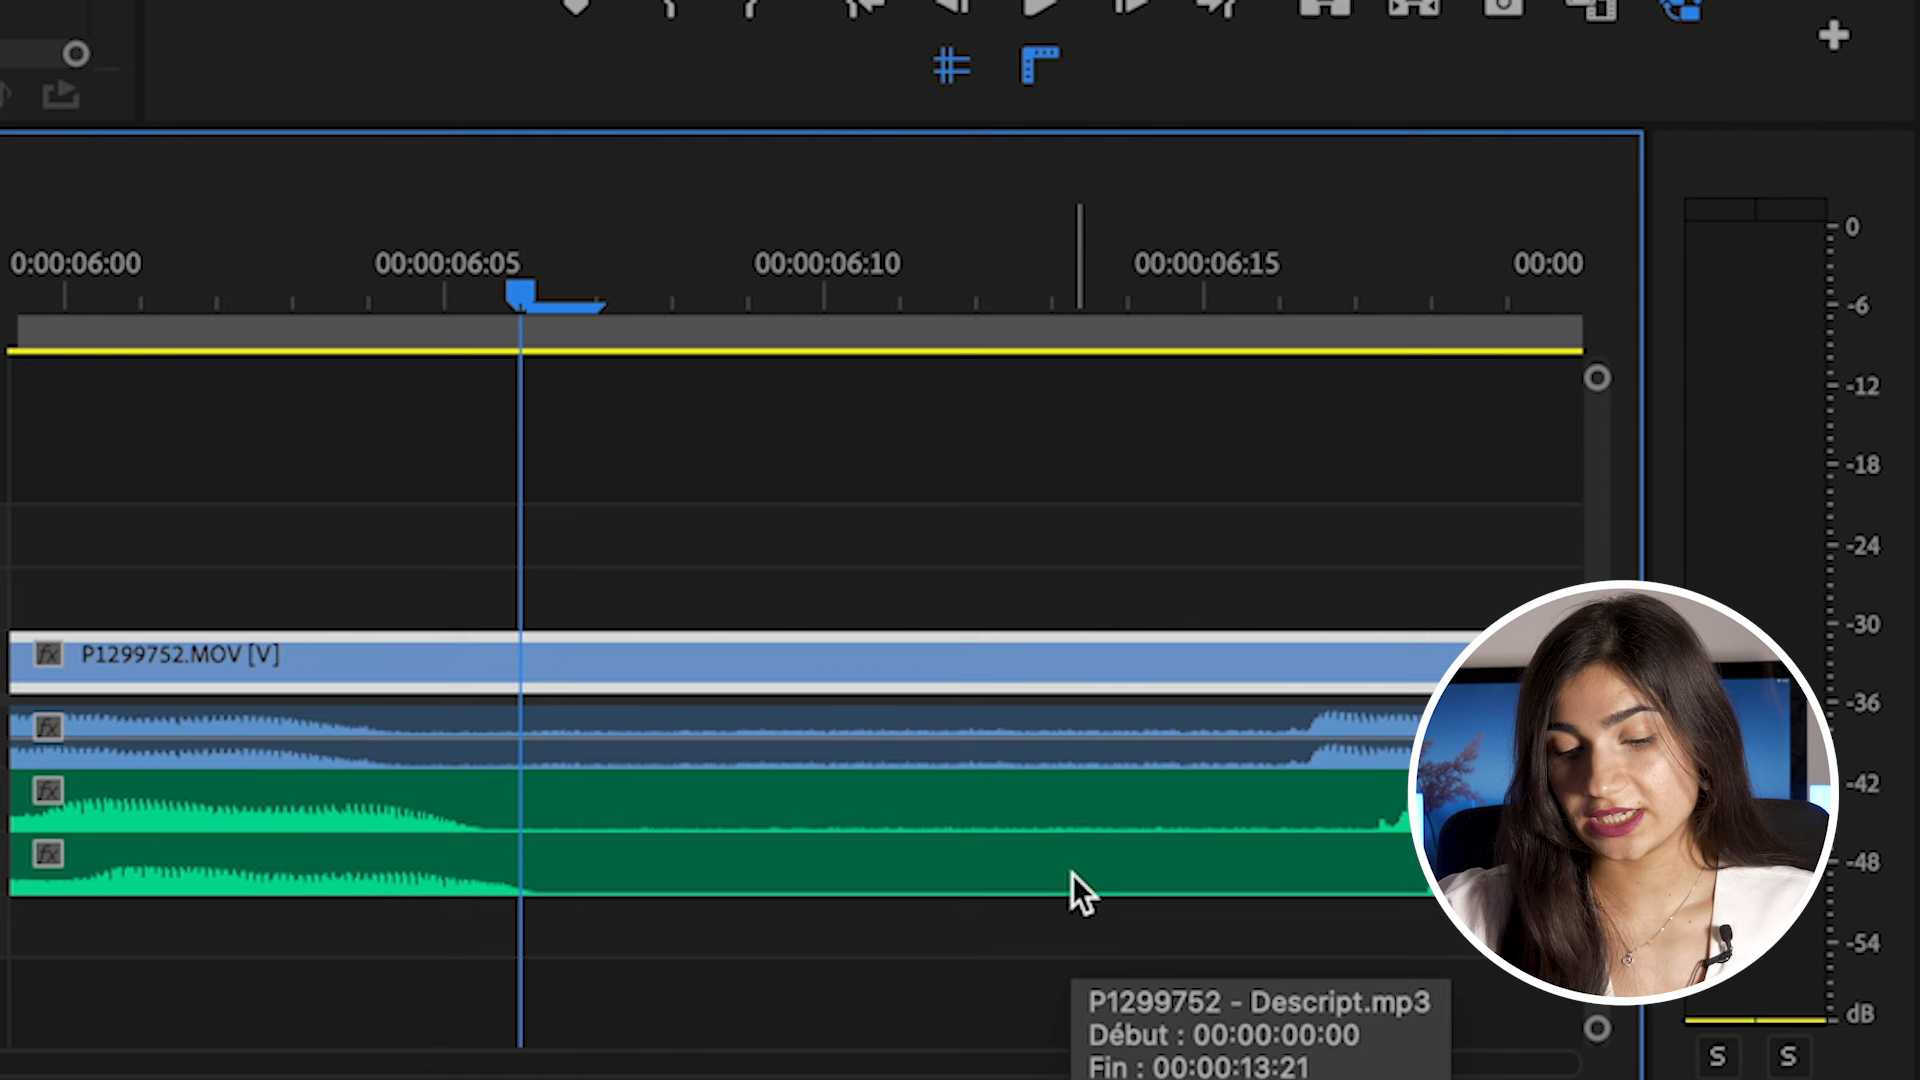 0:00:06:00 00:00:06:05 00:00:06:10 00:00:06:15 00:00
0
-6
-12
-18
-24
-30
fx P1299752.MOV [V]
-36
fx
-42
fx
fx
-48
-54
P1299752 - Descript.mp3
Début : 00:00:00:00
Fin : 00:00:13:21
dB
S S